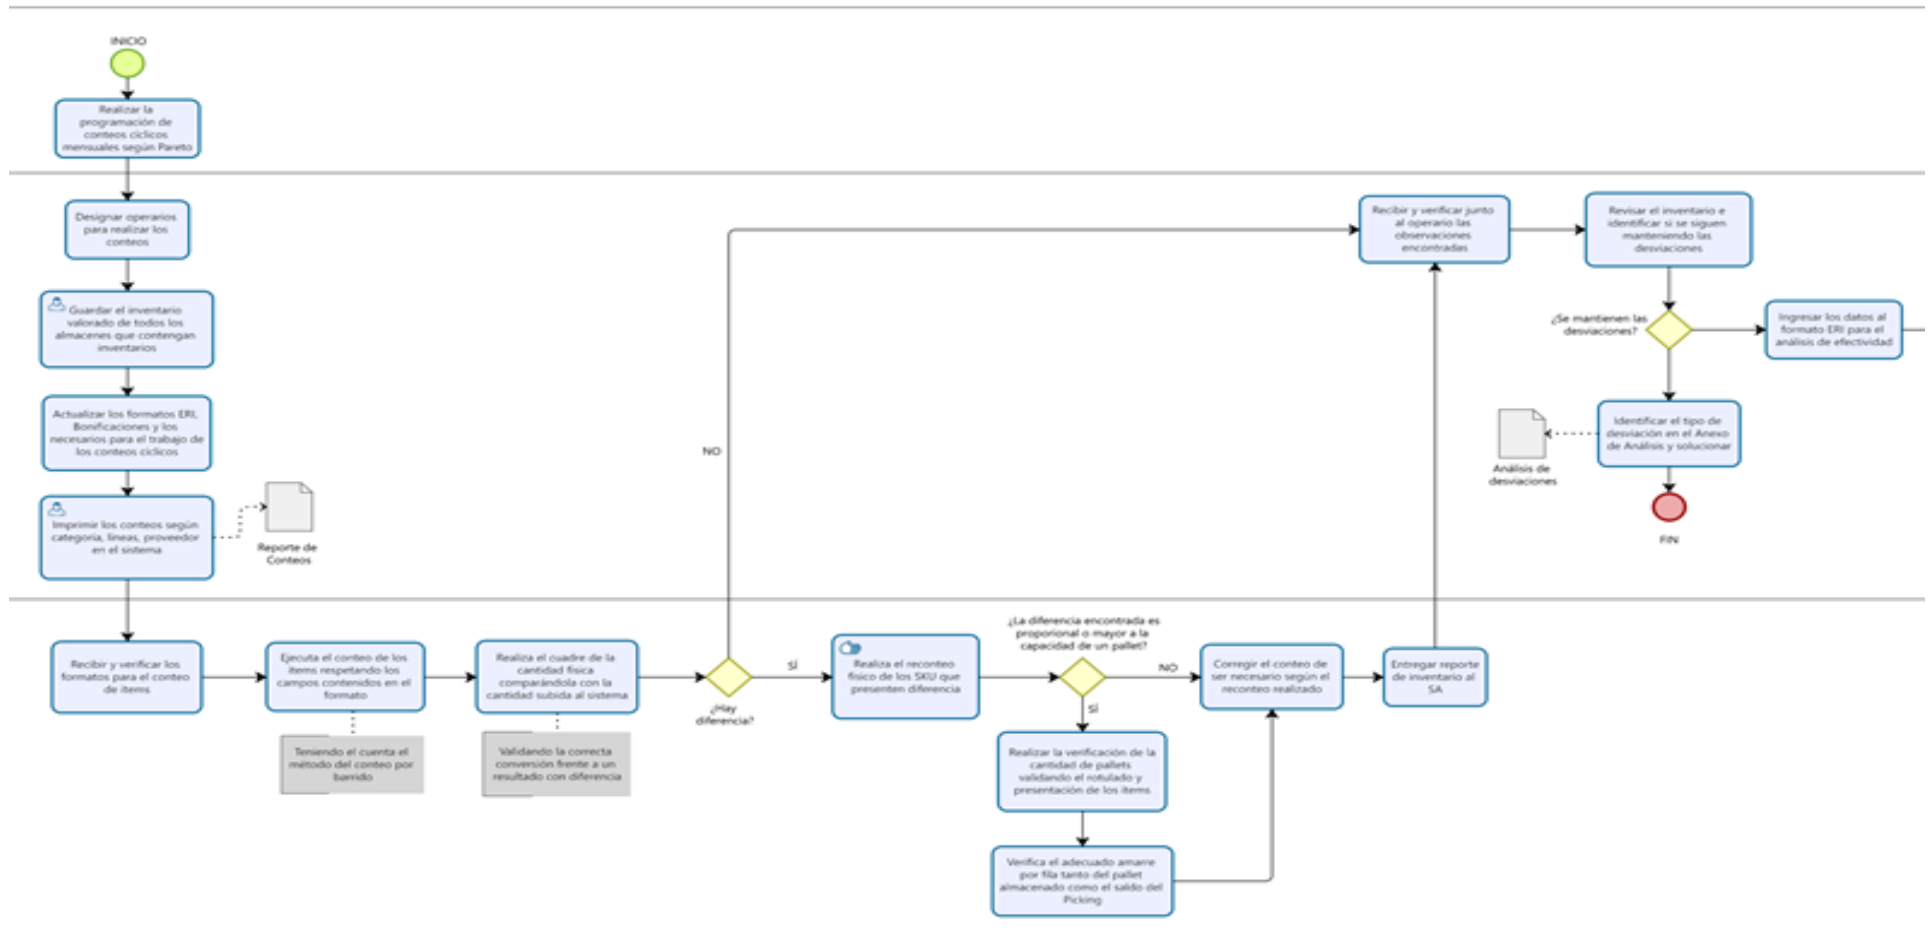 INICIO
Realizar la
programación de
conteos cíclicos
mensuales según Pareto
Designar operarios
para realizar los
conteos
Guardar el inventario
valorado de todos los
almacenes que contengan
inventarios
Actualizar los formatos ERI,
Bonificaciones y los
necesarios para el trabajo de
los conteos cíclicos
Imprimir los conteos según
categoría, líneas, proveedor
en el sistema
Reporte de
Conteos
Recibir y verificar los
formatos para el conteo
de ítems
Ejecuta el conteo de los
ítems respetando los
campos contenidos en el
formato
Teniendo el cuenta el
método del conteo por
barrido
Realiza el cuadre de la
cantidad física
comparándola con la
cantidad subida al sistema
Validando la correcta
conversión frente a un
resultado con diferencia
¿Hay
diferencia?
NO
SÍ
Realiza el reconteo
físico de los SKU que
presenten diferencia
¿La diferencia encontrada es
proporional o mayor a la
capacidad de un pallet?
NO
SÍ
Realizar la verificación de la
cantidad de pallets
validando el rotulado y
presentación de los ítems
Verifica el adecuado amarre
por fila tanto del pallet
almacenado como el saldo del
Picking
Corregir el conteo de
ser necesario según el
reconteo realizado
Entregar reporte
de inventario al
SA
Recibir y verificar junto
al operario las
observaciones
encontradas
Revisar el inventario e
identificar si se siguen
manteniendo las
desviaciones
¿Se mantienen las
desviaciones?
Ingresar los datos al
formato ERI para el
análisis de efectividad
Identificar el tipo de
desviación en el Anexo
de Análisis y solucionar
Análisis de
desviaciones
FIN